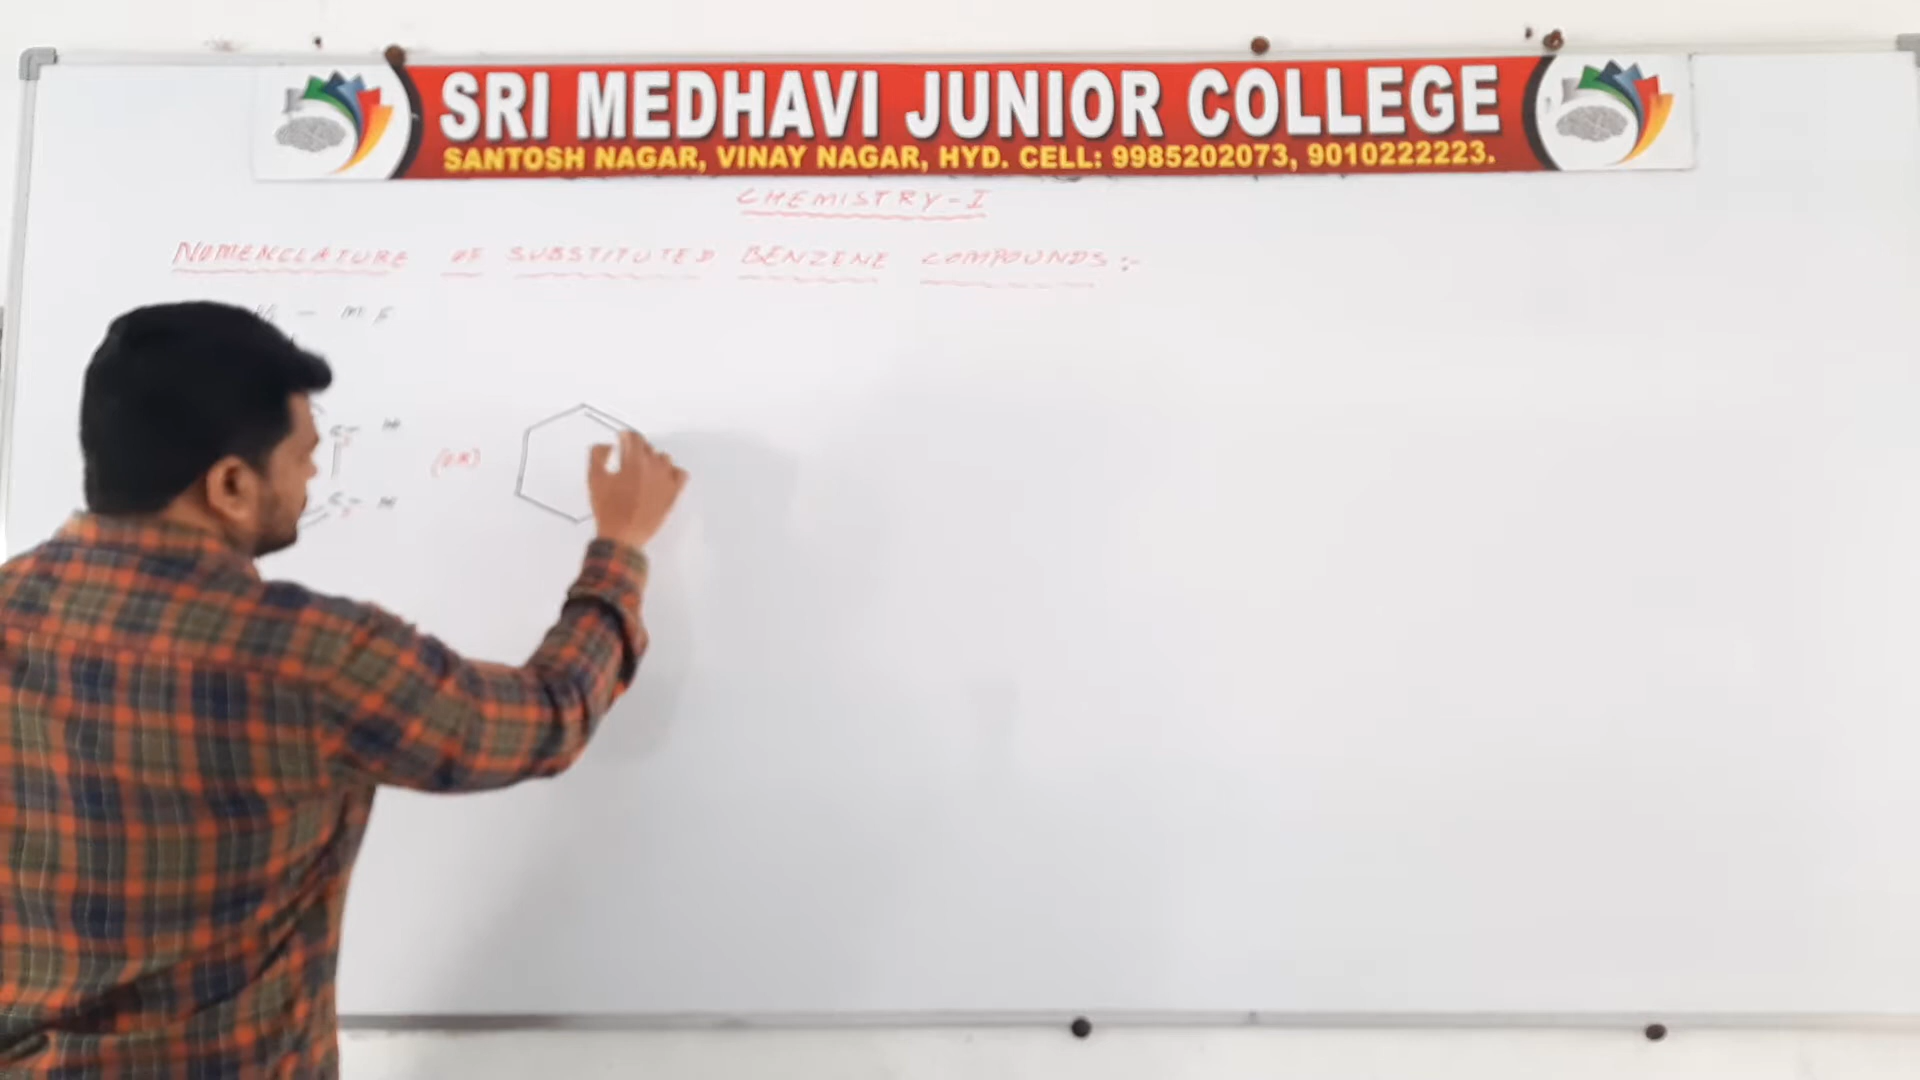 SRI MEDHAVI JUNIOR COLLEGE
SANTOSH NAGAR, VINAY NAGAR, HYD. CELL: 9985202073, 9010222223.
CHEMISTRY-I
NOMENCLATURE OF SUBSTITUTED BENZENE COMPOUNDS:-
- M F
C- H
(OR)
C- H